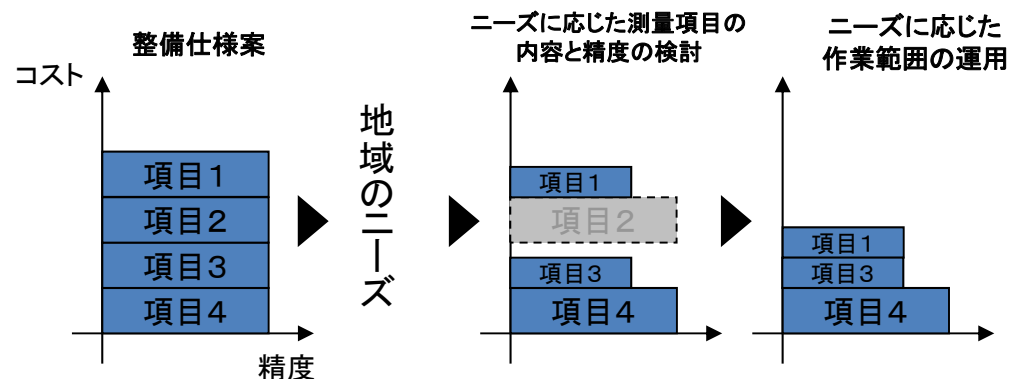 整備仕様案
コスト
項目1
項目2
項目3
項目4
精度
地域のニーズ
ニーズに応じた測量項目の
内容と精度の検討
項目1
項目2
項目3
項目4
ニーズに応じた
作業範囲の運用
項目1
項目3
項目4